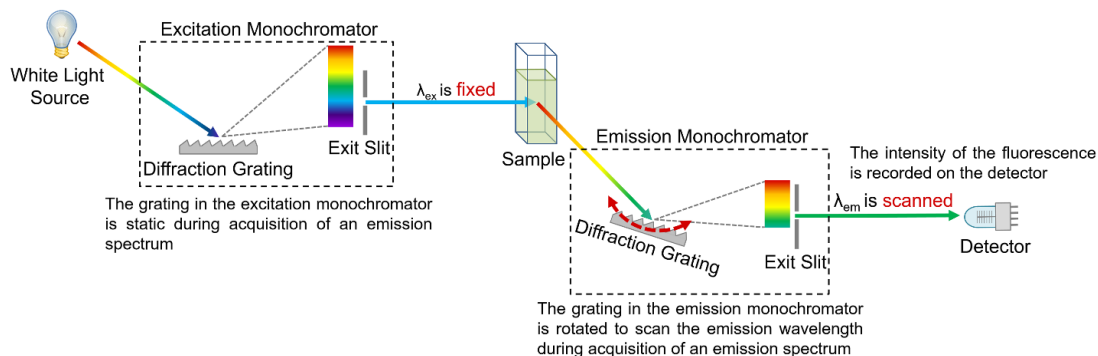 White Light
Source
Excitation Monochromator
Diffraction Grating
Exit Slit
The grating in the excitation monochromator
is static during acquisition of an emission
spectrum
λex is fixed
Sample
Emission Monochromator
Diffraction Grating
Exit Slit
The grating in the emission monochromator
is rotated to scan the emission wavelength
during acquisition of an emission spectrum
The intensity of the fluorescence
is recorded on the detector
λem is scanned
Detector